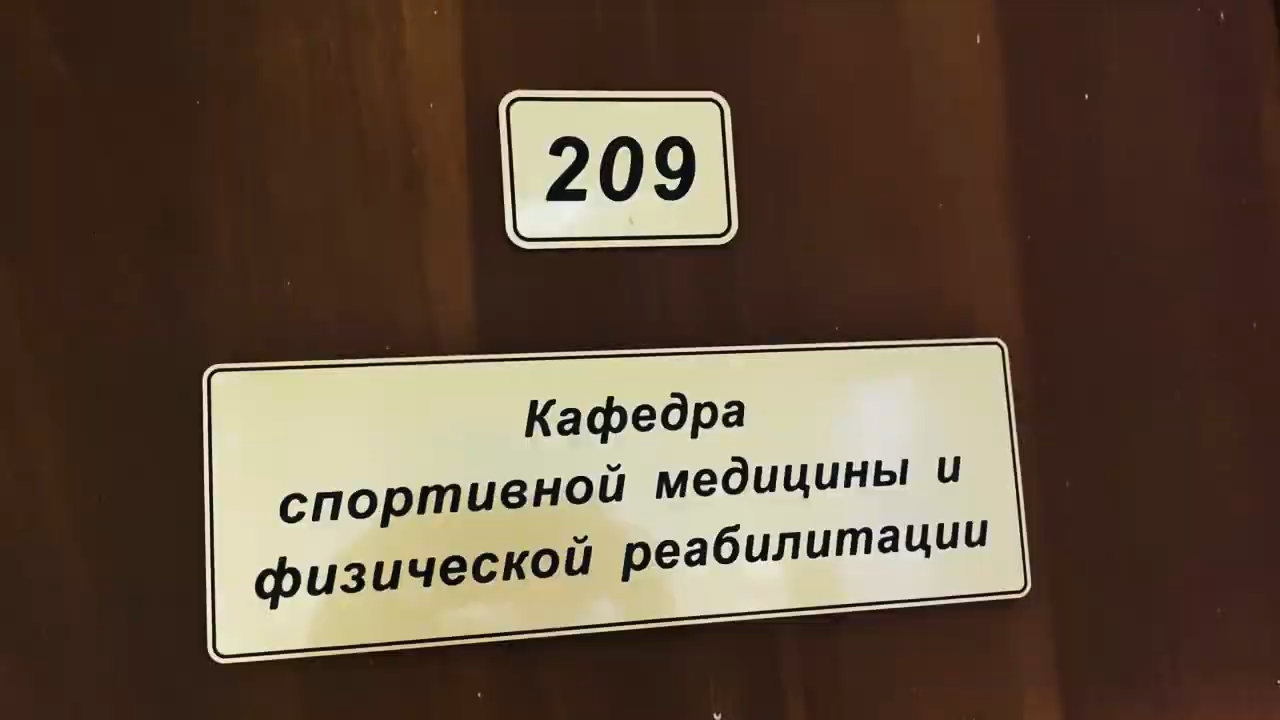 209
Кафедра
спортивной медицины и
физической реабилитации